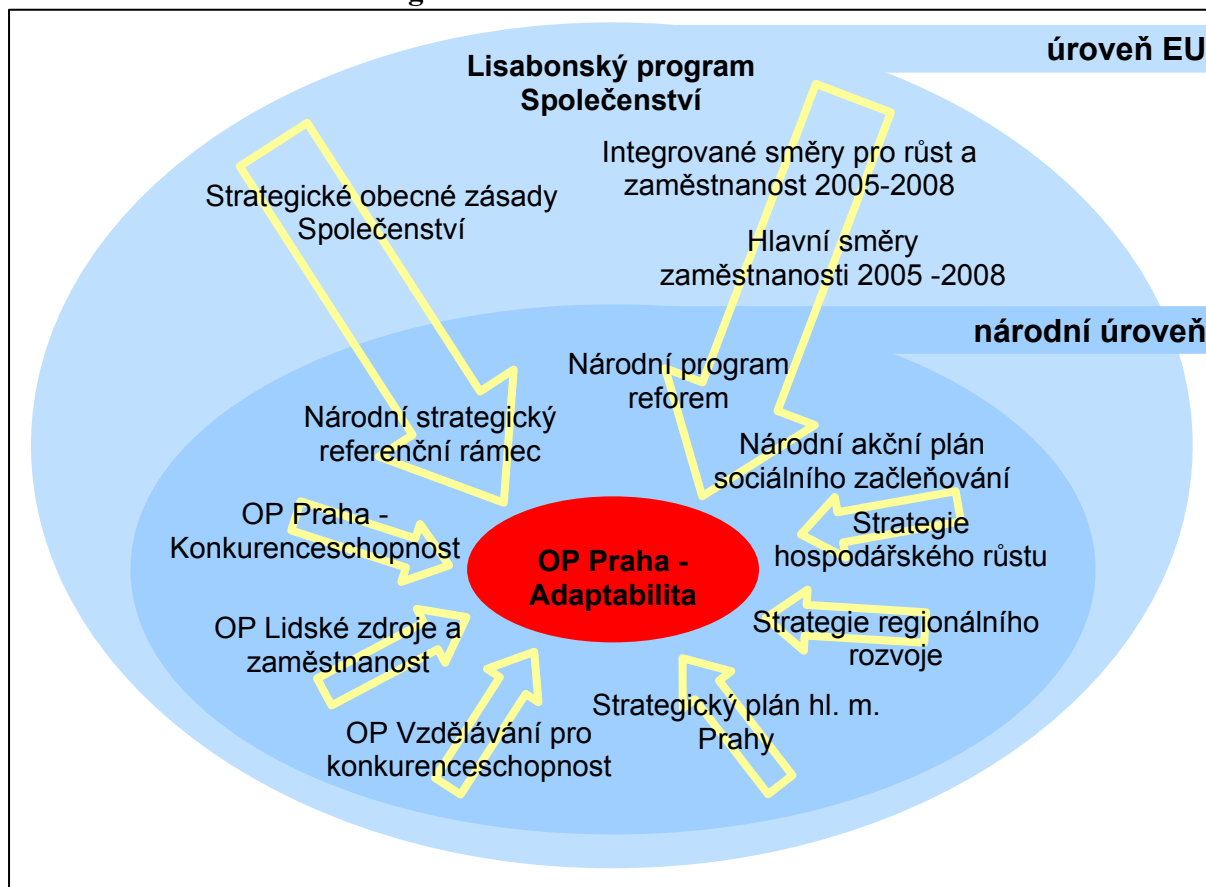 g
úroveň EU
Lisabonský program
Společenství
Integrované směry pro růst a
zaměstnanost 2005-2008
Strategické obecné zásady
Společenství
Hlavní směry
zaměstnanosti 2005 -2008
národní úroveň
Národní program
reforem
Národní strategický
referenční rámec
Národní akční plán
sociálního začleňování
OP Praha -
Konkurenceschopnost
Strategie
hospodářského růstu
OP Praha -
Adaptabilita
OP Lidské zdroje a
zaměstnanost
Strategie regionálního
rozvoje
Strategický plán hl. m.
Prahy
OP Vzdělávání pro
konkurenceschopnost